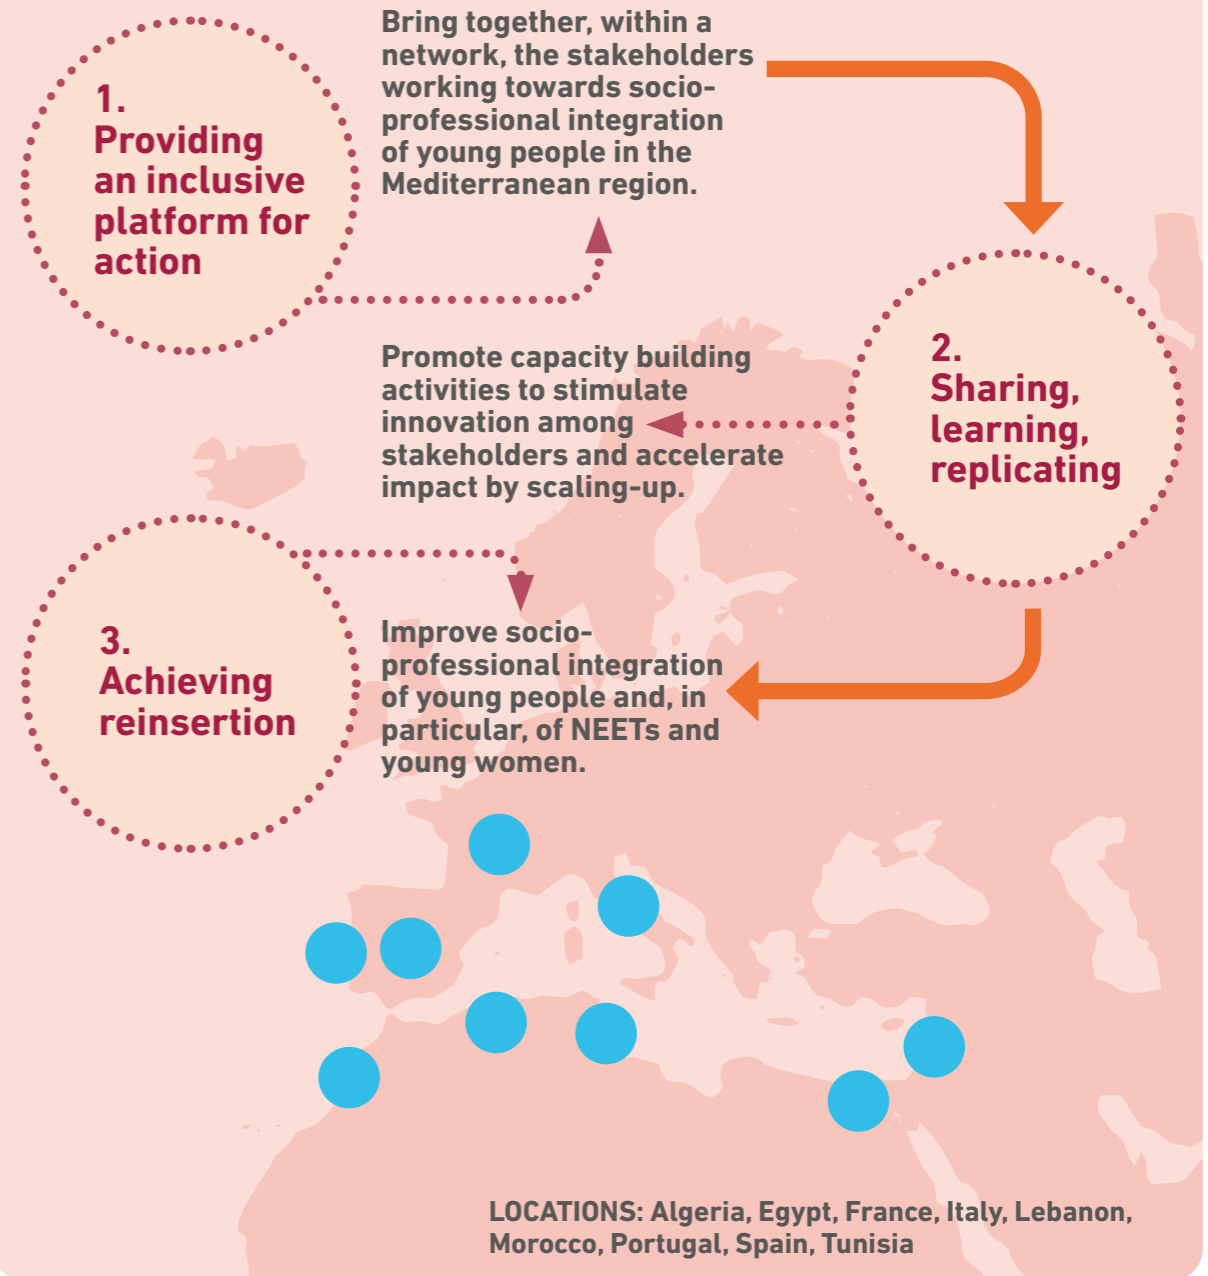 1.
Providing
an inclusive
platform for
action
Bring together, within a
network, the stakeholders
working towards socio-
professional integration
of young people in the
Mediterranean region.
2.
Sharing,
learning,
replicating
Promote capacity building
activities to stimulate
innovation among
stakeholders and accelerate
impact by scaling-up.
3.
Achieving
reinsertion
Improve socio-
professional integration
of young people and, in
particular, of NEETs and
young women.
LOCATIONS: Algeria, Egypt, France, Italy, Lebanon,
Morocco, Portugal, Spain, Tunisia